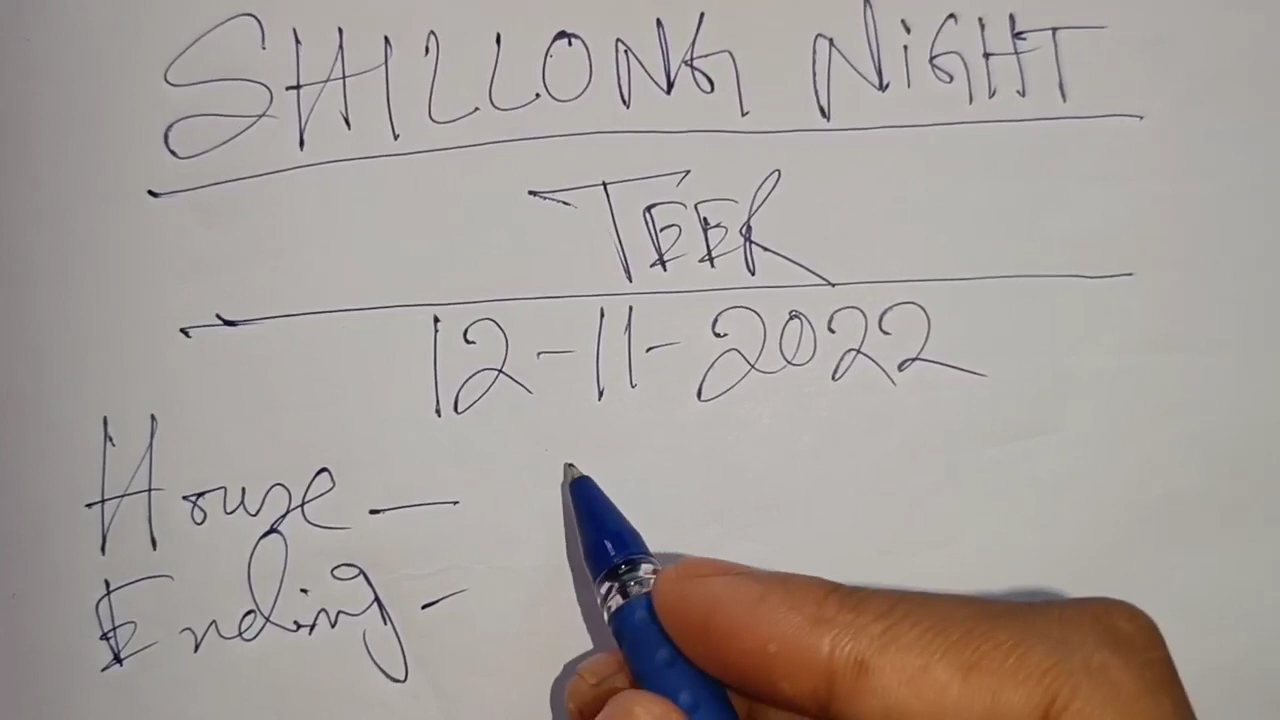 SHILLONG NiGHT
TEER
12-11-2022
House -
Ending -